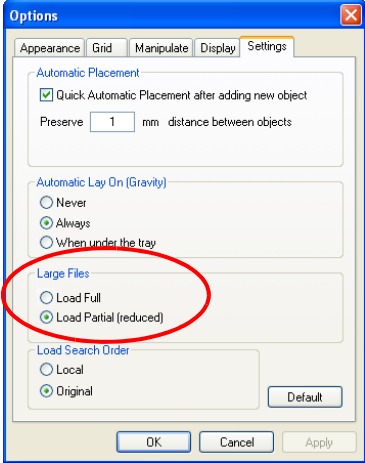 Options
Appearance Grid Manipulate Display Settings
Automatic Placement
Quick Automatic Placement after adding new object
Preserve 1 mm distance between objects
Automatic Lay On (Gravity)
Never
Always
When under the tray
Large Files
Load Full
Load Partial (reduced)
Load Search Order
Local
Original
Default
OK Cancel Apply